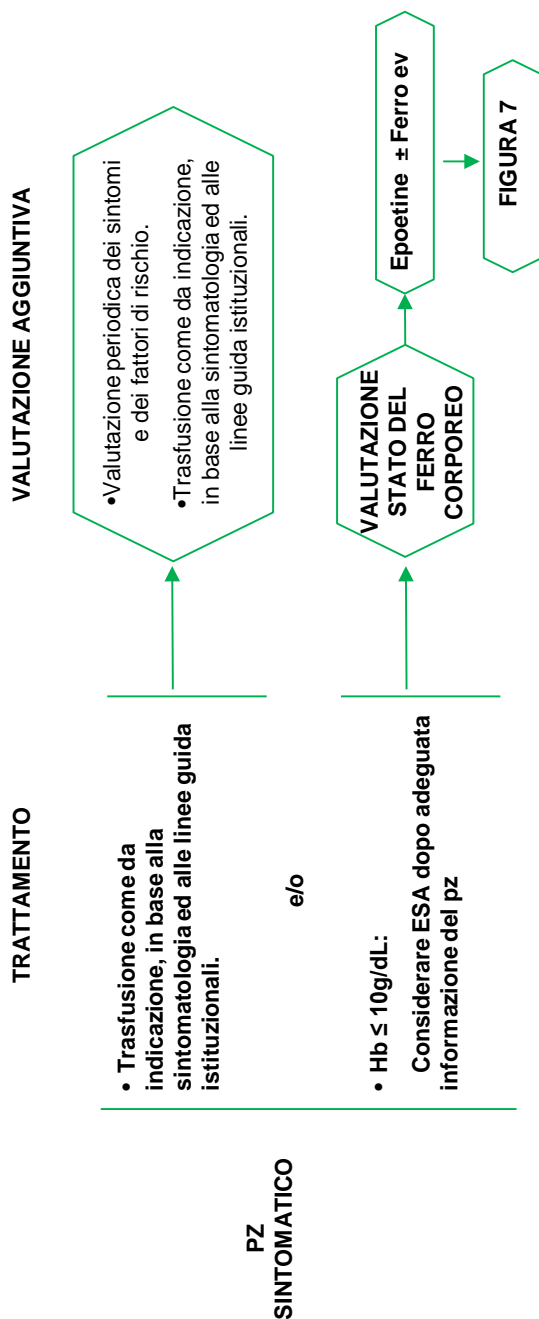 TRATTAMENTO
VALUTAZIONE AGGIUNTIVA
PZ
SINTOMATICO
• Trasfusione come da
indicazione, in base alla
sintomatologia ed alle linee guida
istituzionali.
•Valutazione periodica dei sintomi
e dei fattori di rischio.
•Trasfusione come da indicazione,
in base alla sintomatologia ed alle
linee guida istituzionali.
e/o
• Hb ≤ 10g/dL:
Considerare ESA dopo adeguata
informazione del pz
VALUTAZIONE
STATO DEL
FERRO
CORPOREO
Epoetine ± Ferro ev
FIGURA 7